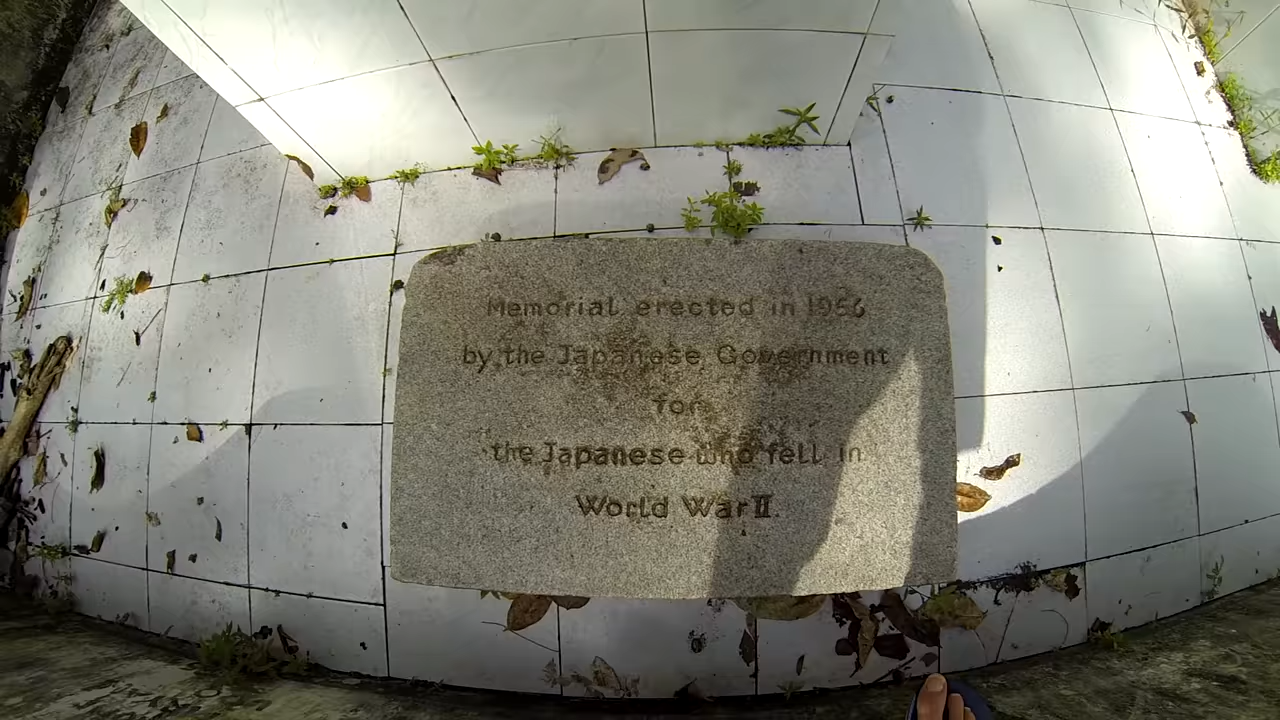 Memorial erected in 1956
by the Japanese Government
for
the Japanese who fell in
World War II.